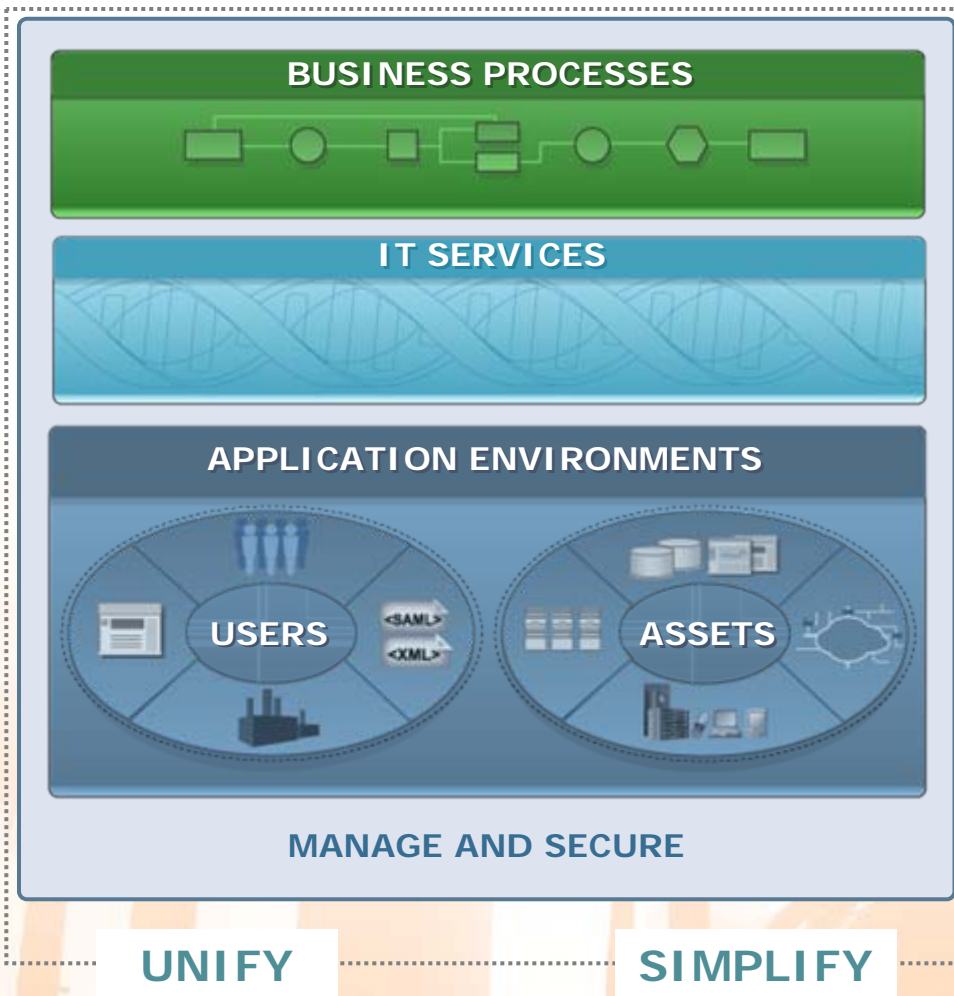 BUSINESS PROCESSES
IT SERVICES
APPLICATION ENVIRONMENTS
USERS
<SAML>
<XML>
ASSETS
MANAGE AND SECURE
UNIFY
SIMPLIFY